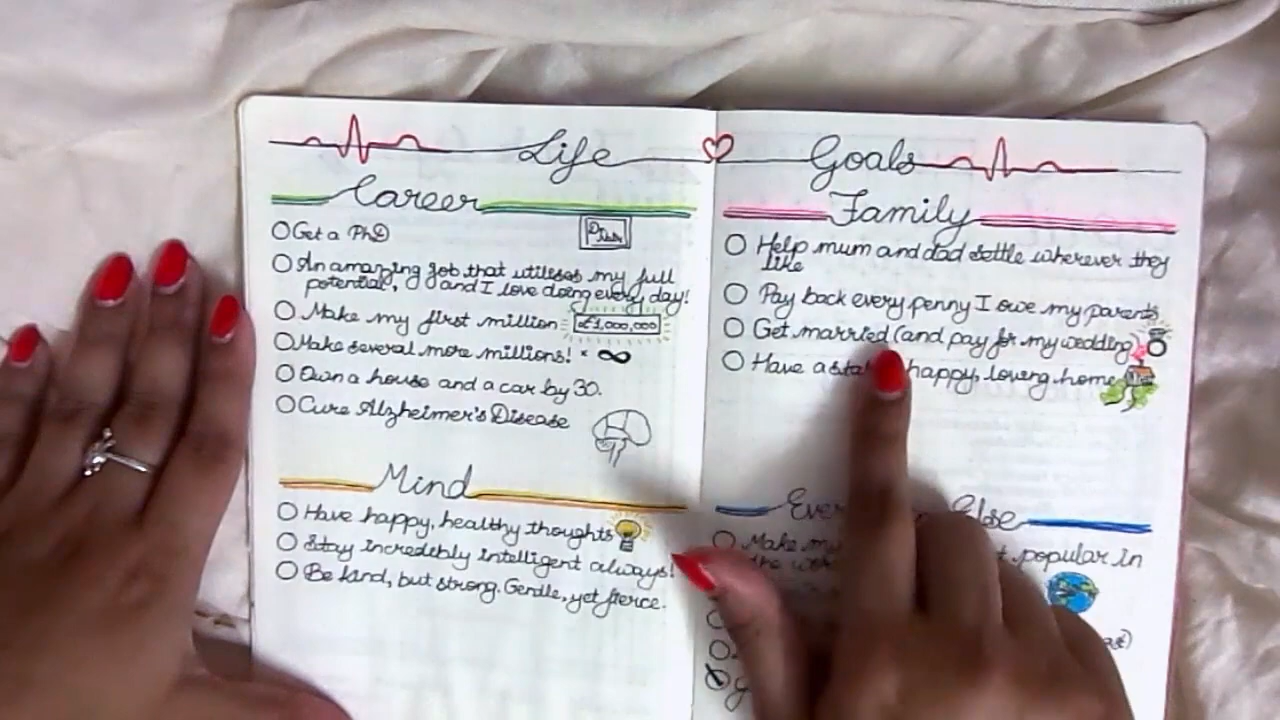 Life Goals
Career
Get a PhD
An amazing job that utilises my full
potential, and I love doing every day!
Make my first million
£1,000,000
Make several more millions! × ∞
Own a house and a car by 30.
Cure Alzheimer's Disease
Mind
Have happy, healthy thoughts
Stay incredibly intelligent always!
Be kind, but strong. Gentle, yet fierce.
Family
Help mum and dad settle wherever they
like
Pay back every penny I owe my parents
Get married (and pay for my wedding)
Have a happy, loving home
Else
Make popular in
the